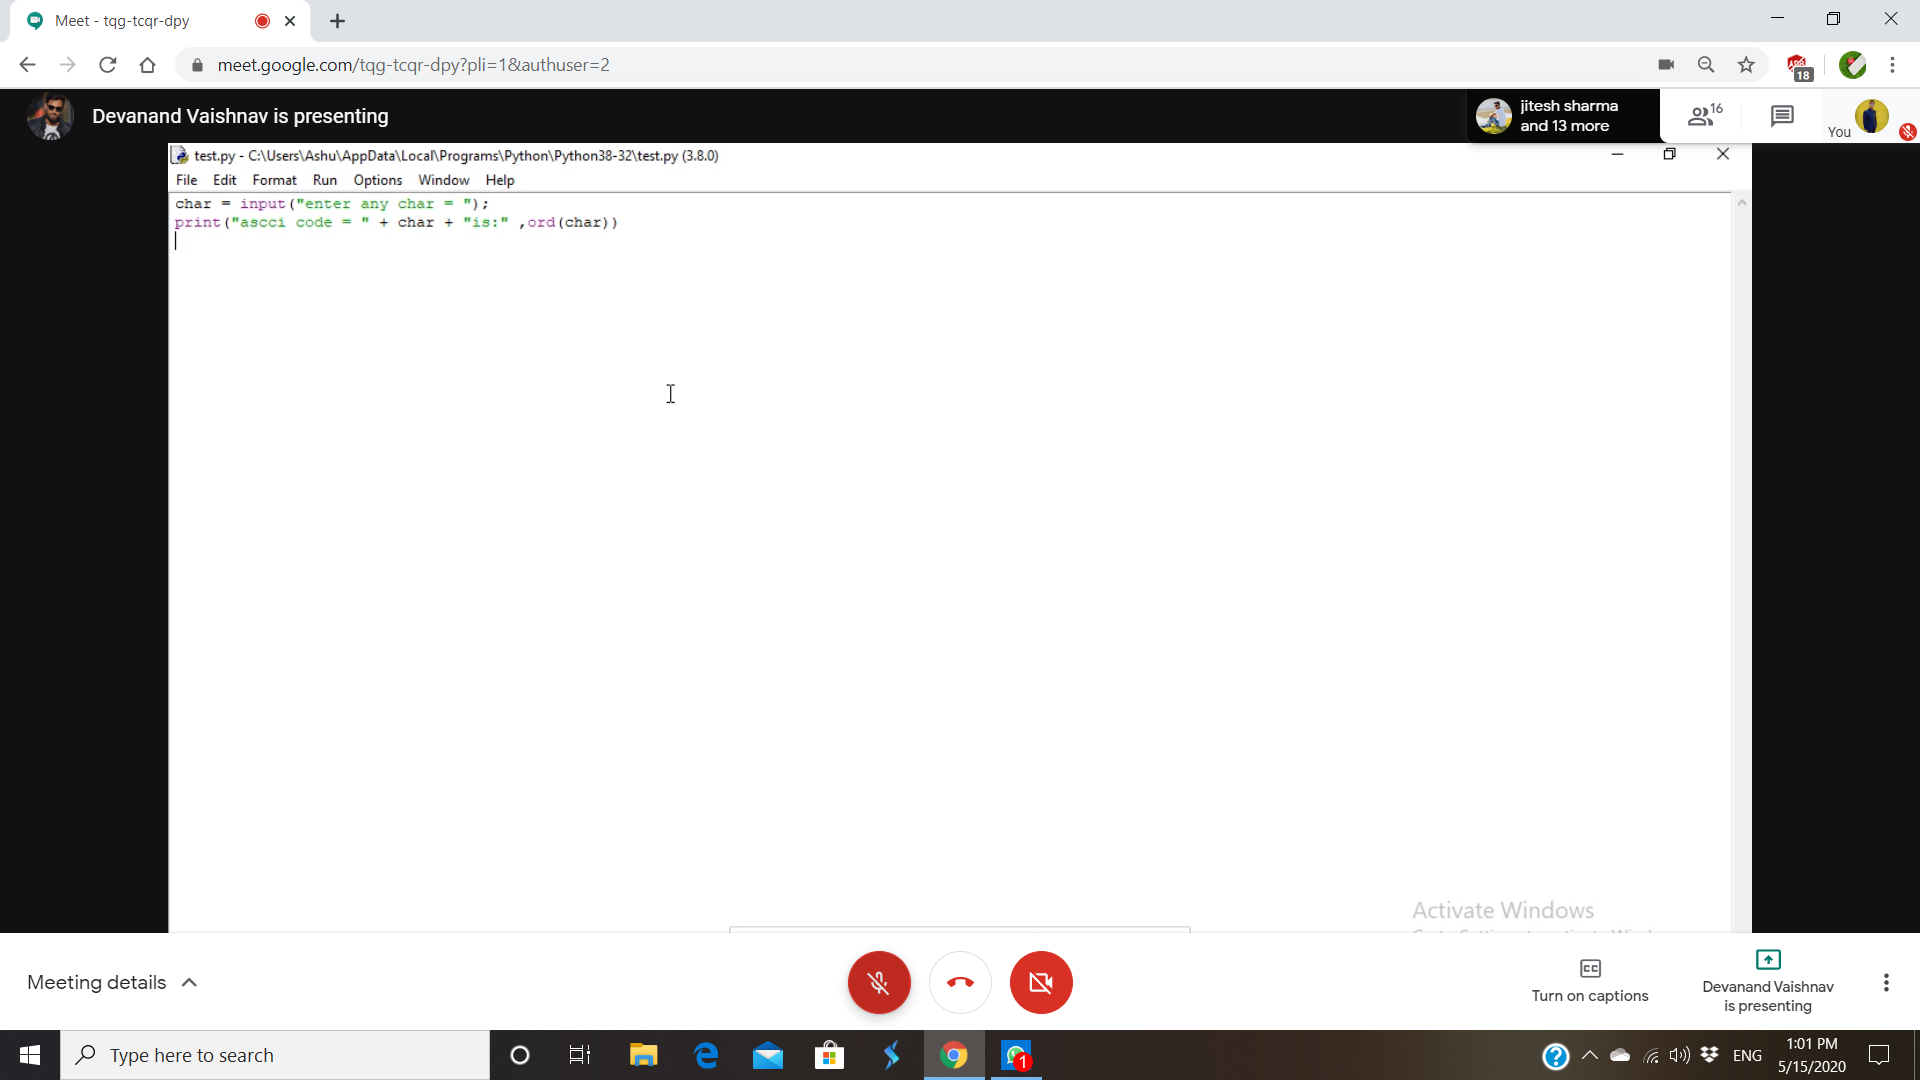 Meet - tqg-tcqr-dpy
meet.google.com/tqg-tcqr-dpy?pli=1&authuser=2
18
Devanand Vaishnav is presenting
jitesh sharma
and 13 more
16
You
test.py - C:\Users\Ashu\AppData\Local\Programs\Python\Python38-32\test.py (3.8.0)
File Edit Format Run Options Window Help
char = input("enter any char = ");
print("ascci code = " + char + "is:" ,ord(char))
Activate Windows
Meeting details
Turn on captions
Devanand Vaishnav
is presenting
Type here to search
1
ENG
1:01 PM
5/15/2020